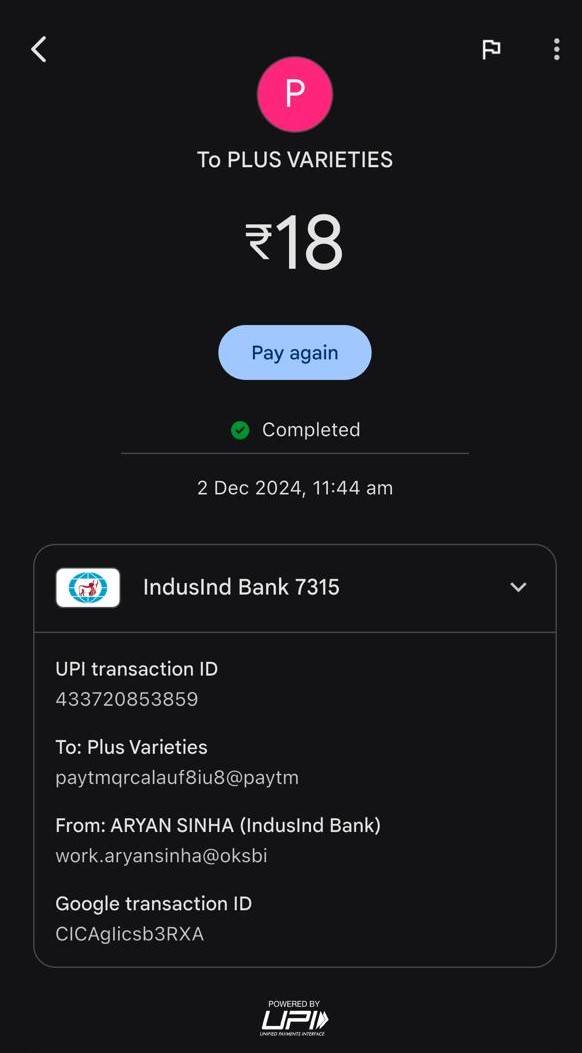 P
To PLUS VARIETIES
₹18
Pay again
Completed
2 Dec 2024, 11:44 am
IndusInd Bank 7315
UPI transaction ID
433720853859
To: Plus Varieties
paytmqrcalauf8iu8@paytm
From: ARYAN SINHA (IndusInd Bank)
work.aryansinha@oksbi
Google transaction ID
CICAglicsb3RXA
POWERED BY
UPI
UNIFIED PAYMENTS INTERFACE